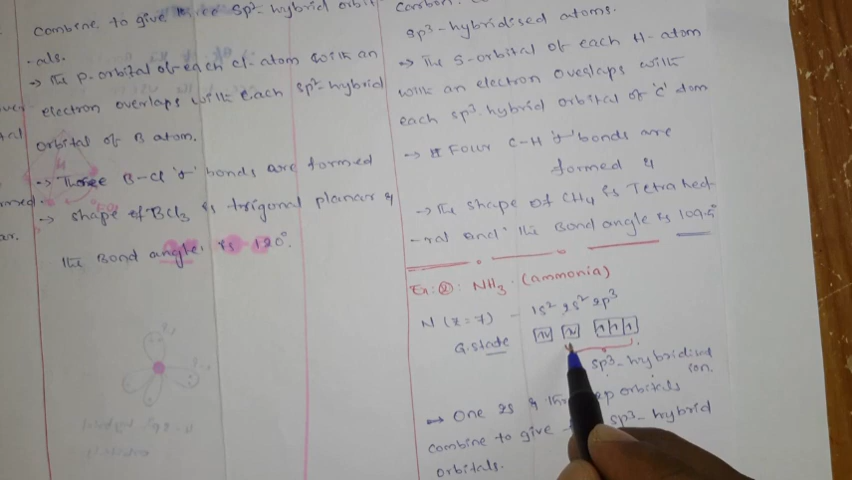 combine to give three sp²-hybrid orbit
-als.
→ The p-orbital of each cl-atom with an
electron overlaps with each sp²-hybrid
orbital of B atom.
→ Three B-Cl 'σ' bonds are formed
→ shape of BCl3 is trigonal planar &
the Bond angle is 120°.
sp³-hybridised atoms.
→ The s-orbital of each H-atom
with an electron overlaps with
each sp³-hybrid orbital of 'c' atom
→ Four C-H 'σ' bonds are
formed &
→ The shape of CH4 is Tetrahed
-ral and the Bond angle is 109.5°
Ex:②: NH3 (ammonia)
N (z=7) - 1s² 2s² 2p³
G.state
sp³-hybridisat
ion.
→ One 2s & three 2p orbitals
combine to give sp³-hybrid
orbitals.